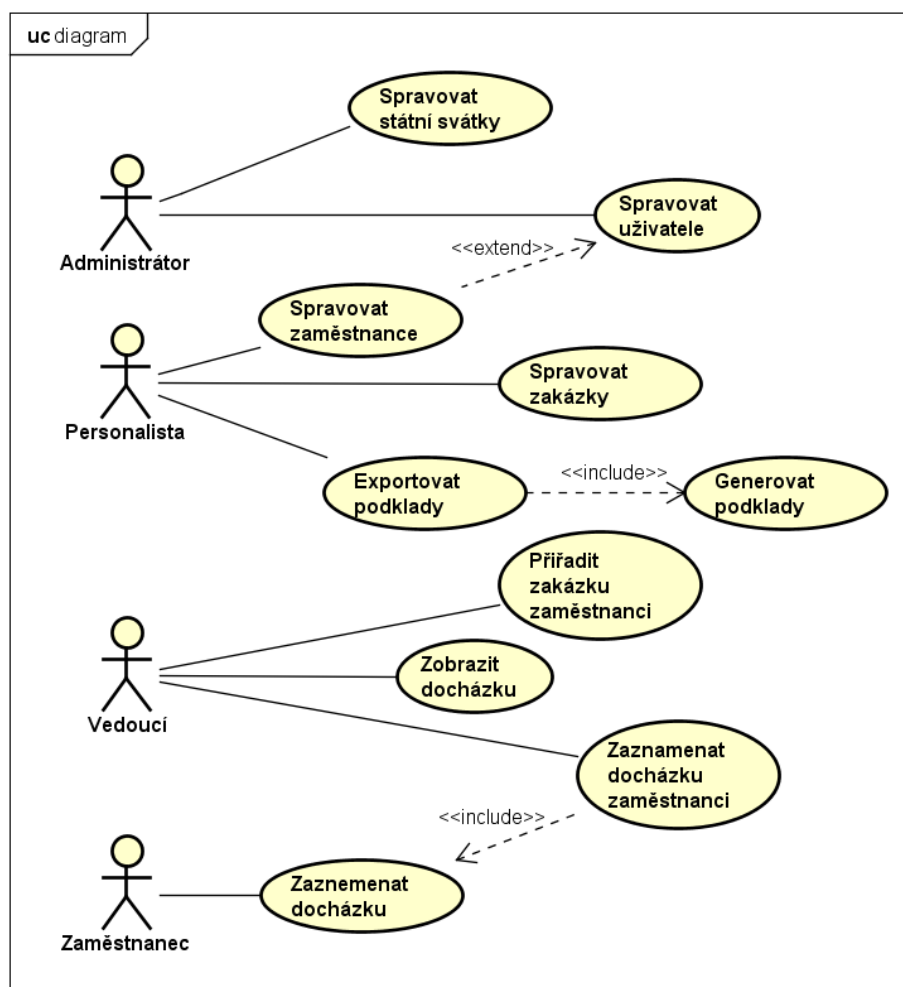 uc diagram
Spravovat
státní svátky
Administrátor
Spravovat
uživatele
<<extend>>
Spravovat
zaměstnance
Personalista
Spravovat
zakázky
Exportovat
podklady
<<include>>
Generovat
podklady
Přiřadit
zakázku
zaměstnanci
Vedoucí
Zobrazit
docházku
Zaznamenat
docházku
zaměstnanci
<<include>>
Zaměstnanec
Zaznemenat
docházku